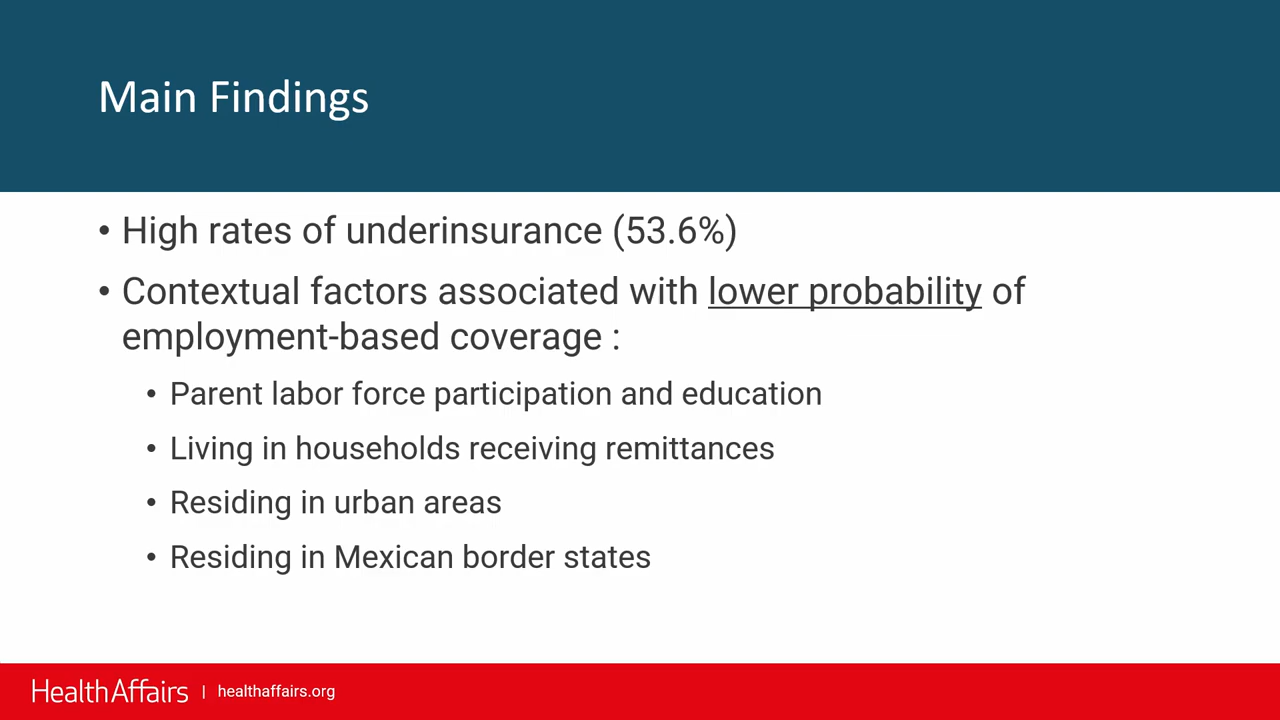 Main Findings
• High rates of underinsurance (53.6%)
• Contextual factors associated with lower probability of
employment-based coverage :
• Parent labor force participation and education
• Living in households receiving remittances
• Residing in urban areas
• Residing in Mexican border states
HealthAffairs | healthaffairs.org